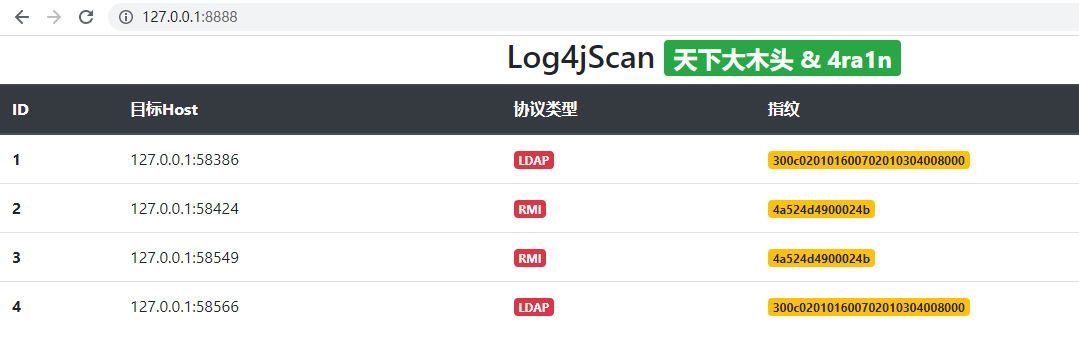 127.0.0.1:8888
Log4jScan 天下大木头 & 4ra1n
ID 目标Host 协议类型 指纹
1 127.0.0.1:58386 LDAP 300c020101600702010304008000
2 127.0.0.1:58424 RMI 4a524d4900024b
3 127.0.0.1:58549 RMI 4a524d4900024b
4 127.0.0.1:58566 LDAP 300c020101600702010304008000